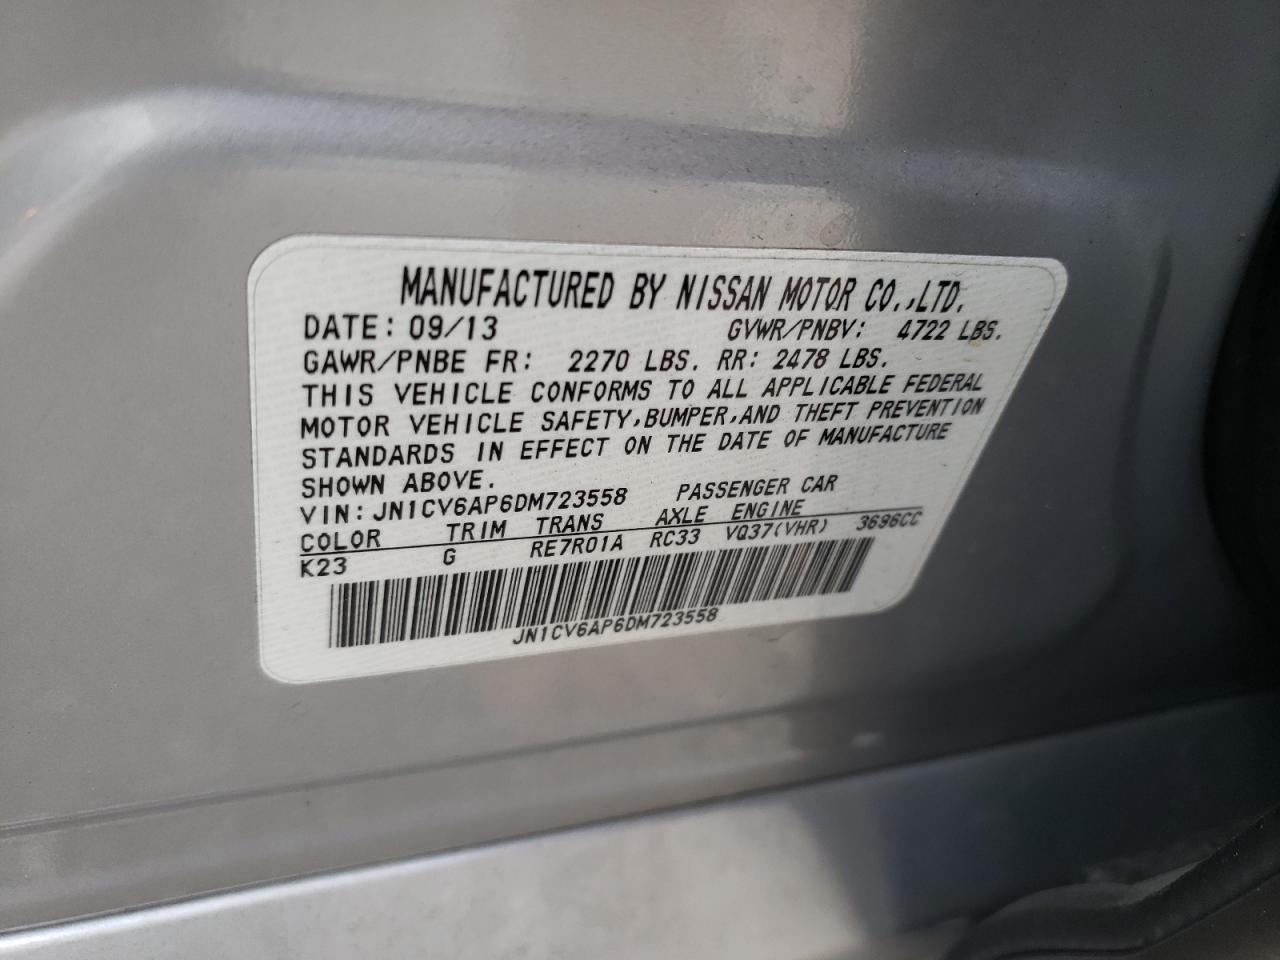 MANUFACTURED BY NISSAN MOTOR CO.,LTD.
DATE: 09/13 GVWR/PNBV: 4722 LBS.
GAWR/PNBE FR: 2270 LBS. RR: 2478 LBS.
THIS VEHICLE CONFORMS TO ALL APPLICABLE FEDERAL
MOTOR VEHICLE SAFETY,BUMPER,AND THEFT PREVENTION
STANDARDS IN EFFECT ON THE DATE OF MANUFACTURE
SHOWN ABOVE.
VIN:JN1CV6AP6DM723558 PASSENGER CAR
COLOR TRIM TRANS AXLE ENGINE
K23 G RE7R01A RC33 VQ37(VHR) 3696CC
JN1CV6AP6DM723558